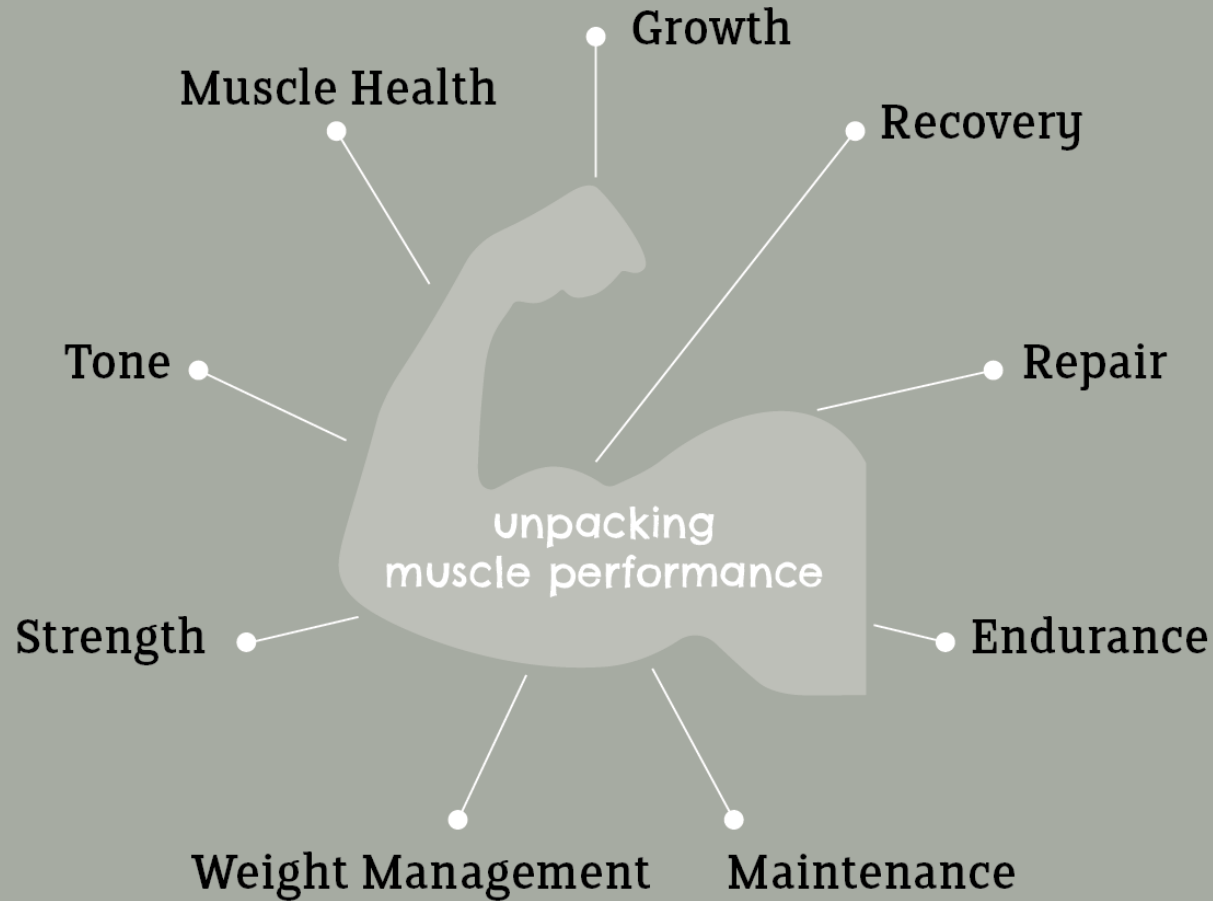 Growth
Muscle Health
Recovery
Tone
Repair
unpacking
muscle performance
Strength
Endurance
Weight Management
Maintenance